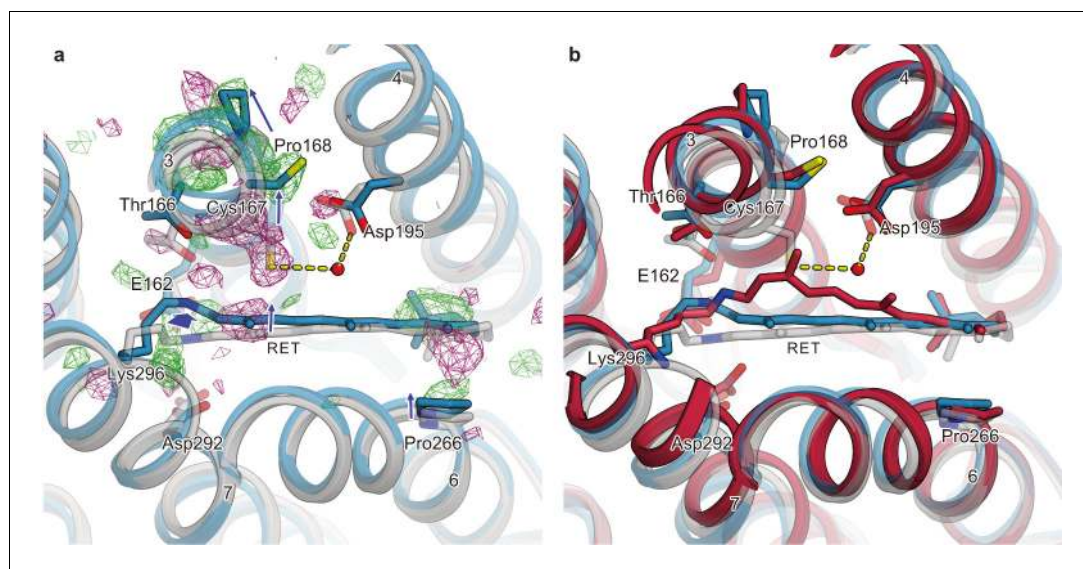 a
4
3
Pro168
Thr166
Cys167
Asp195
E162
RET
Lys296
Asp292
Pro266
6
7
b
4
3
Pro168
Thr166
Cys167
Asp195
E162
RET
Lys296
Asp292
Pro266
6
7